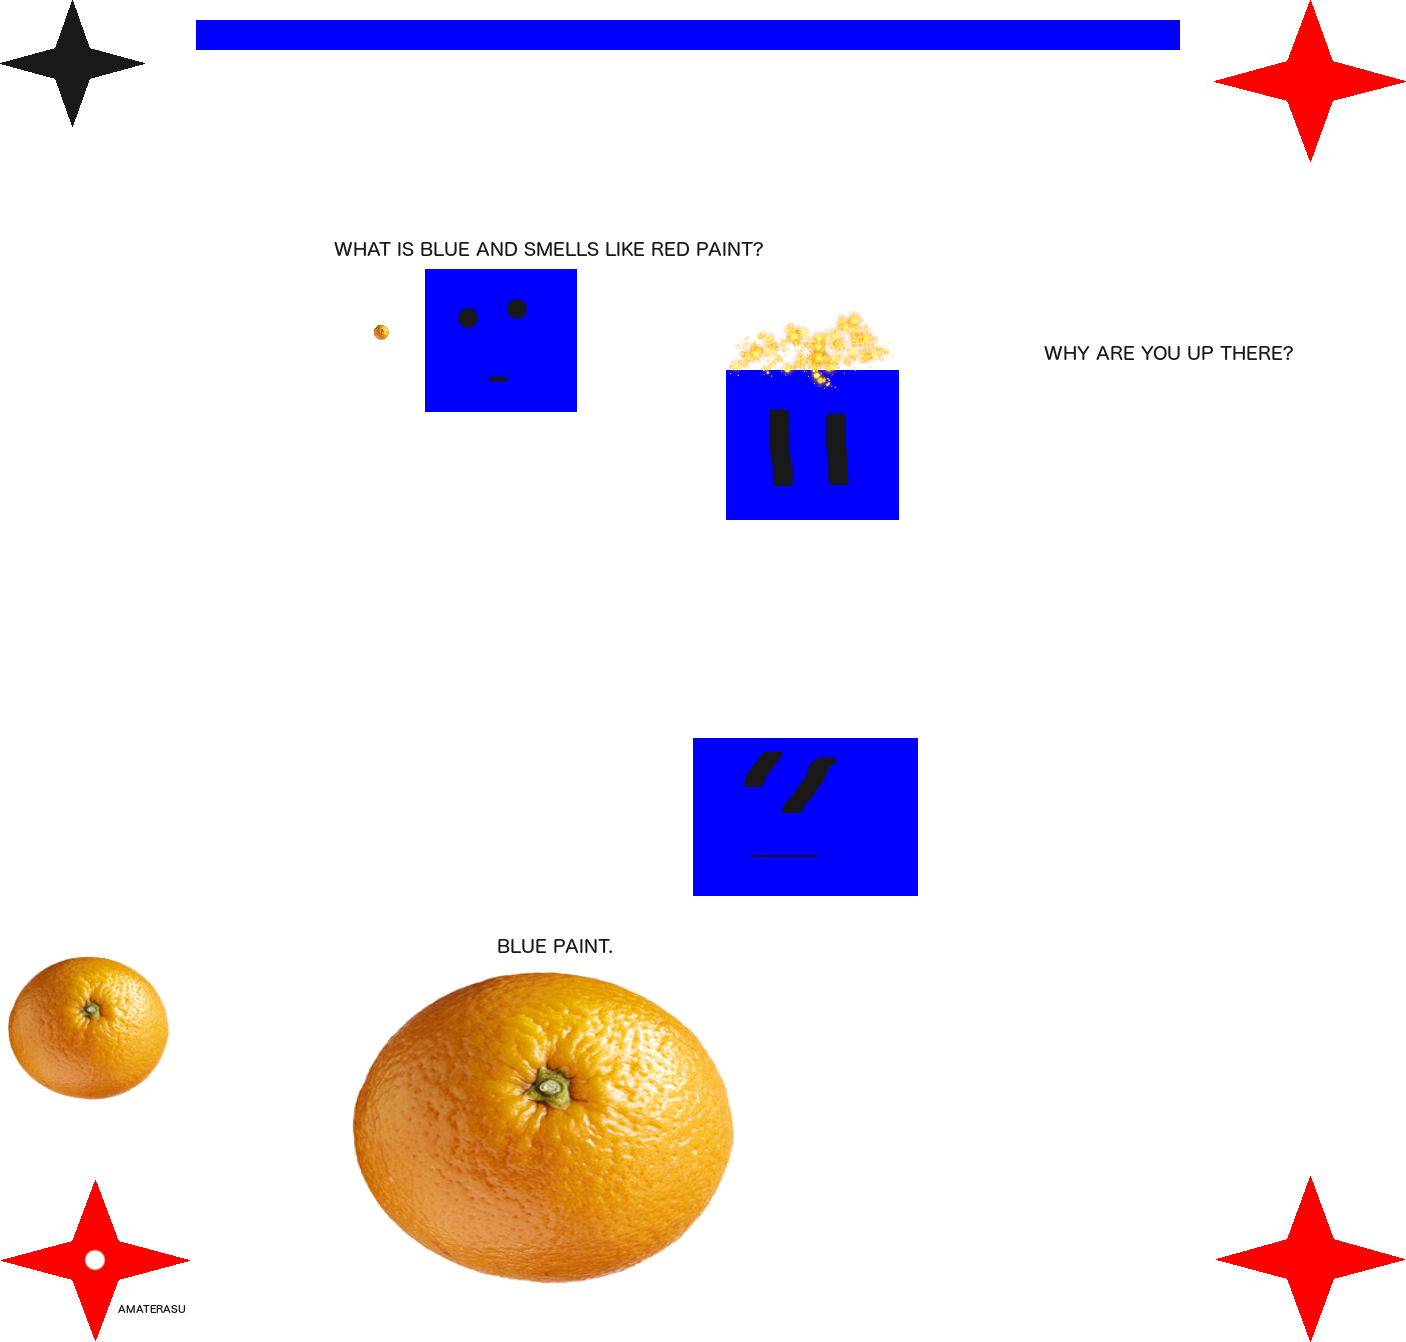 WHAT IS BLUE AND SMELLS LIKE RED PAINT?
WHY ARE YOU UP THERE?
BLUE PAINT.
AMATERASU